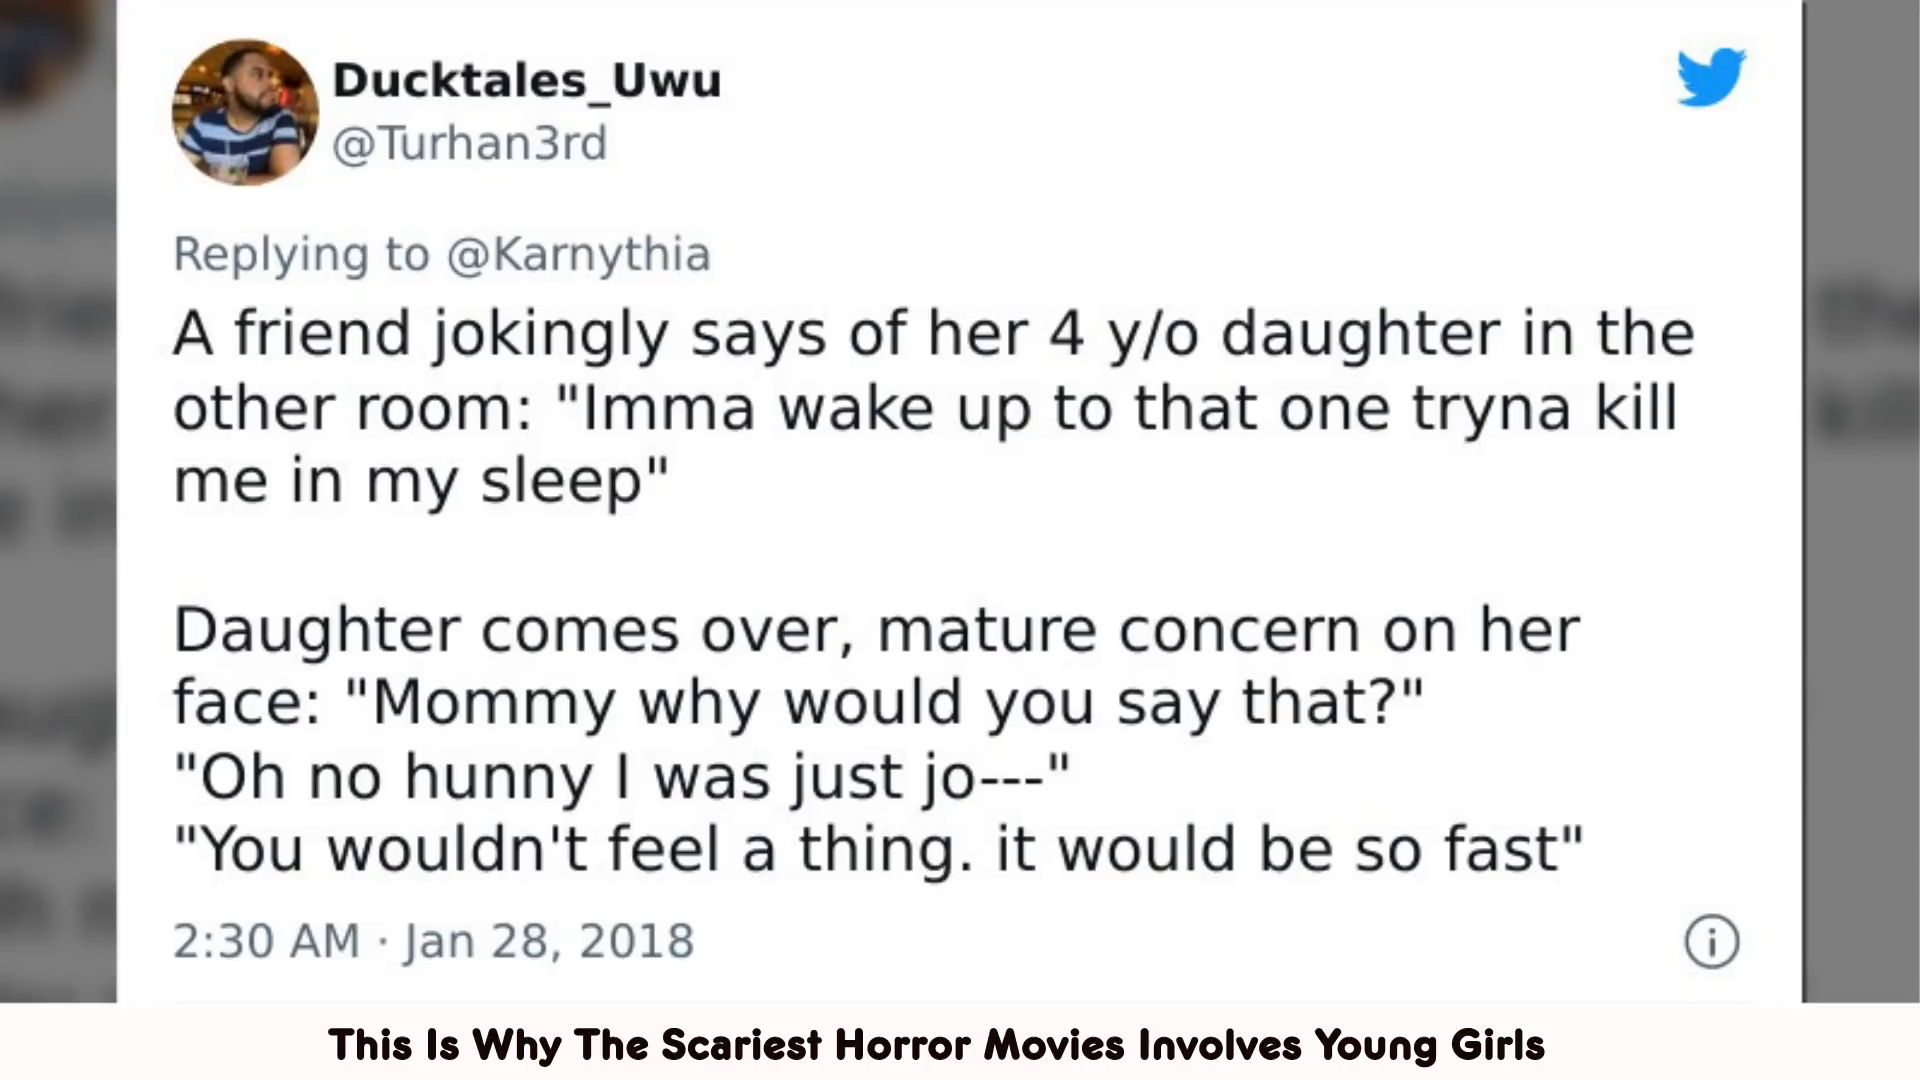 Ducktales_Uwu
@Turhan3rd
Replying to @Karnythia
A friend jokingly says of her 4 y/o daughter in the
other room: "Imma wake up to that one tryna kill
me in my sleep"
Daughter comes over, mature concern on her
face: "Mommy why would you say that?"
"Oh no hunny I was just jo---"
"You wouldn't feel a thing. it would be so fast"
2:30 AM · Jan 28, 2018
This Is Why The Scariest Horror Movies Involves Young Girls